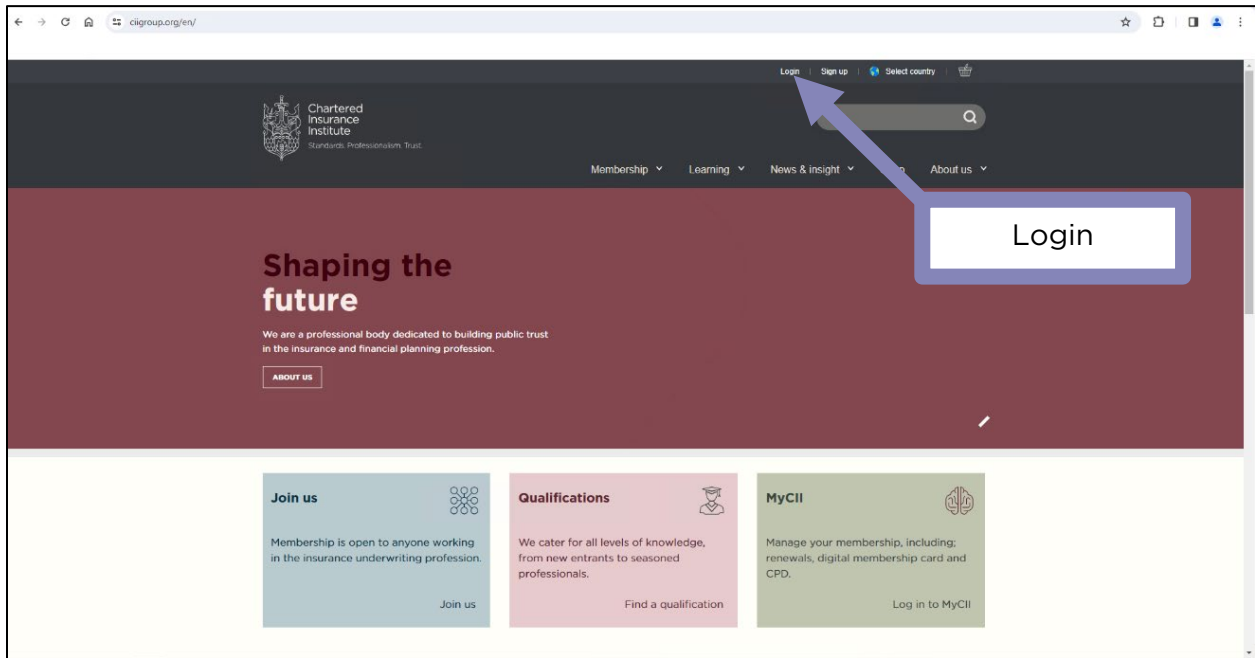 ciigroup.org/en/
Login
Sign up
Select country
Chartered
Insurance
Institute
Standards. Professionalism. Trust.
Membership
Learning
News & insight
About us
Login
Shaping the
future
We are a professional body dedicated to building public trust
in the insurance and financial planning profession.
ABOUT US
Join us
Membership is open to anyone working
in the insurance underwriting profession.
Join us
Qualifications
We cater for all levels of knowledge,
from new entrants to seasoned
professionals.
Find a qualification
MyCII
Manage your membership, including;
renewals, digital membership card and
CPD.
Log in to MyCII